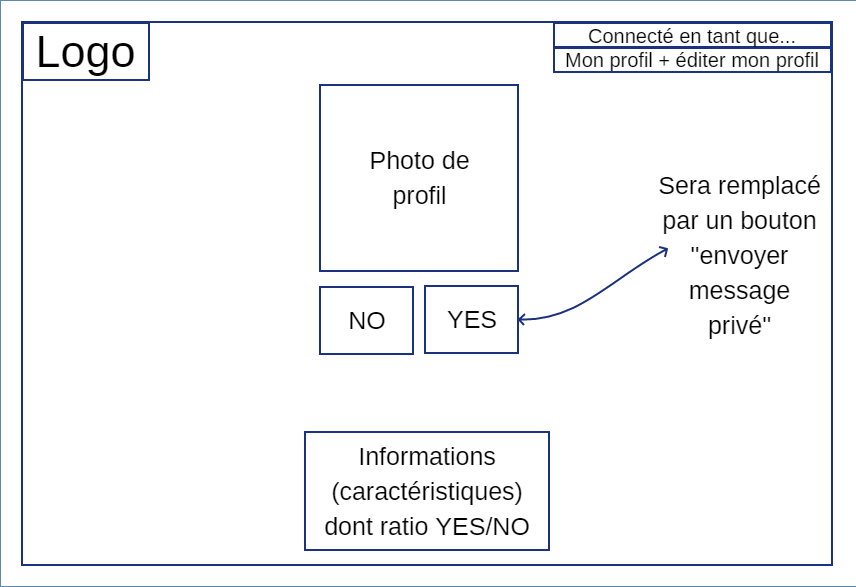 Logo
Connecté en tant que...
Mon profil + éditer mon profil
Photo de
profil
Sera remplacé
par un bouton
"envoyer
message
privé"
NO
YES
Informations
(caractéristiques)
dont ratio YES/NO